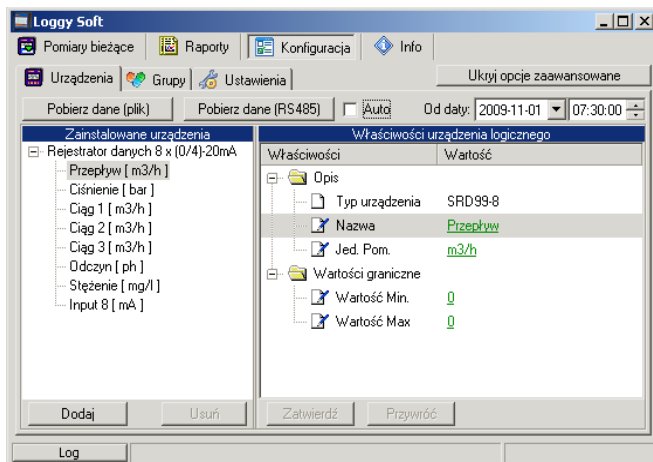 Loggy Soft
Pomiary bieżące Raporty Konfiguracja Info
Urządzenia Grupy Ustawienia Ukryj opcje zaawansowane
Pobierz dane (plik) Pobierz dane (RS485) Auto Od daty: 2009-11-01 07:30:00
Zainstalowane urządzenia Właściwości urządzenia logicznego
Rejestrator danych 8 x (0/4)-20mA Właściwości Wartość
Przepływ [ m3/h ] Opis
Ciśnienie [ bar ] Typ urządzenia SRD99-8
Ciąg 1 [ m3/h ] Nazwa Przepływ
Ciąg 2 [ m3/h ] Jed. Pom. m3/h
Ciąg 3 [ m3/h ] Wartości graniczne
Odczyn [ ph ] Wartość Min. 0
Stężenie [ mg/l ] Wartość Max 0
Input 8 [ mA ]
Dodaj Usuń Zatwierdź Przywróć
Log